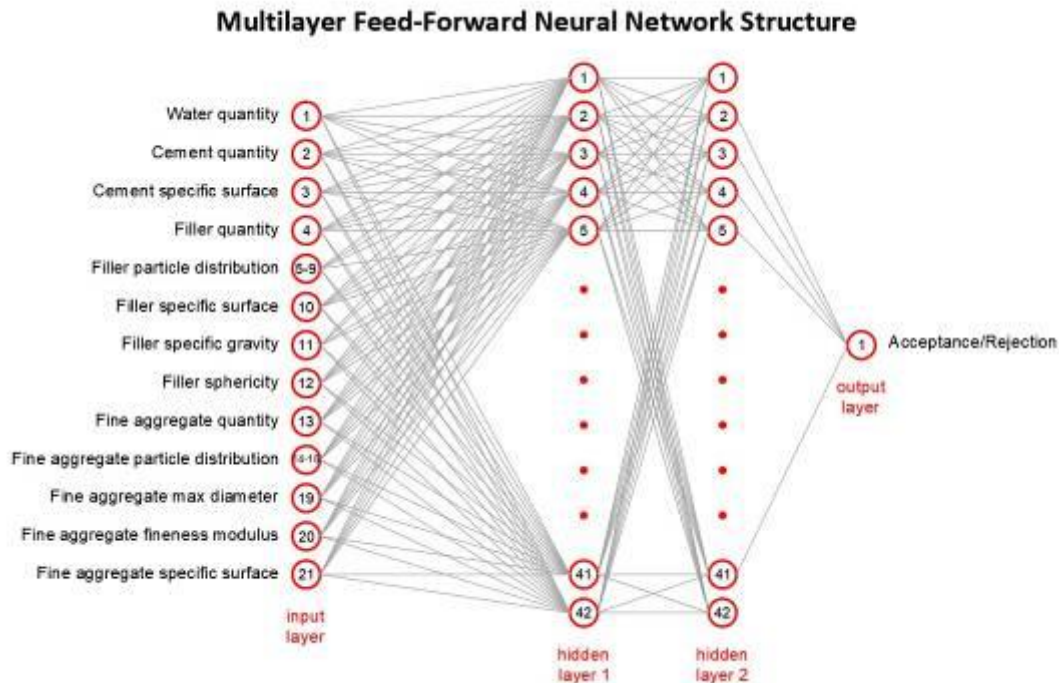 Multilayer Feed-Forward Neural Network Structure
1 1
Water quantity 1 2 2
Cement quantity 2 3 3
Cement specific surface 3 4 4
Filler quantity 4 5 5
Filler particle distribution 5-9
Filler specific surface 10
Filler specific gravity 11
1 Acceptance/Rejection
Filler sphericity 12
output
layer
Fine aggregate quantity 13
Fine aggregate particle distribution
Fine aggregate max diameter 19
Fine aggregate fineness modulus 20
Fine aggregate specific surface 21 41 41
42 42
input
layer
hidden
layer 1
hidden
layer 2